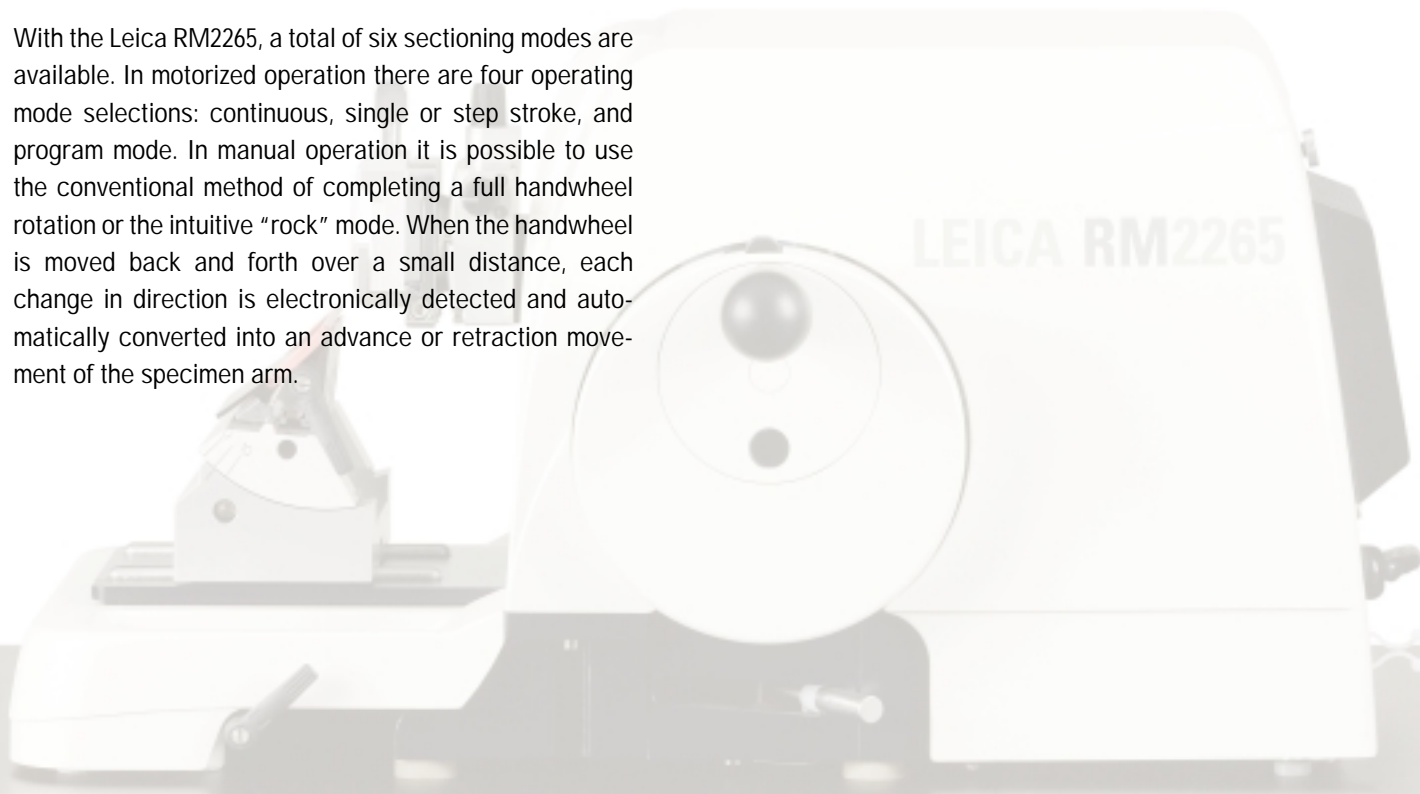 With the Leica RM2265, a total of six sectioning modes are
available. In motorized operation there are four operating
mode selections: continuous, single or step stroke, and
program mode. In manual operation it is possible to use
the conventional method of completing a full handwheel
rotation or the intuitive “rock” mode. When the handwheel
is moved back and forth over a small distance, each
change in direction is electronically detected and auto-
matically converted into an advance or retraction move-
ment of the specimen arm.
LEICA RM2265